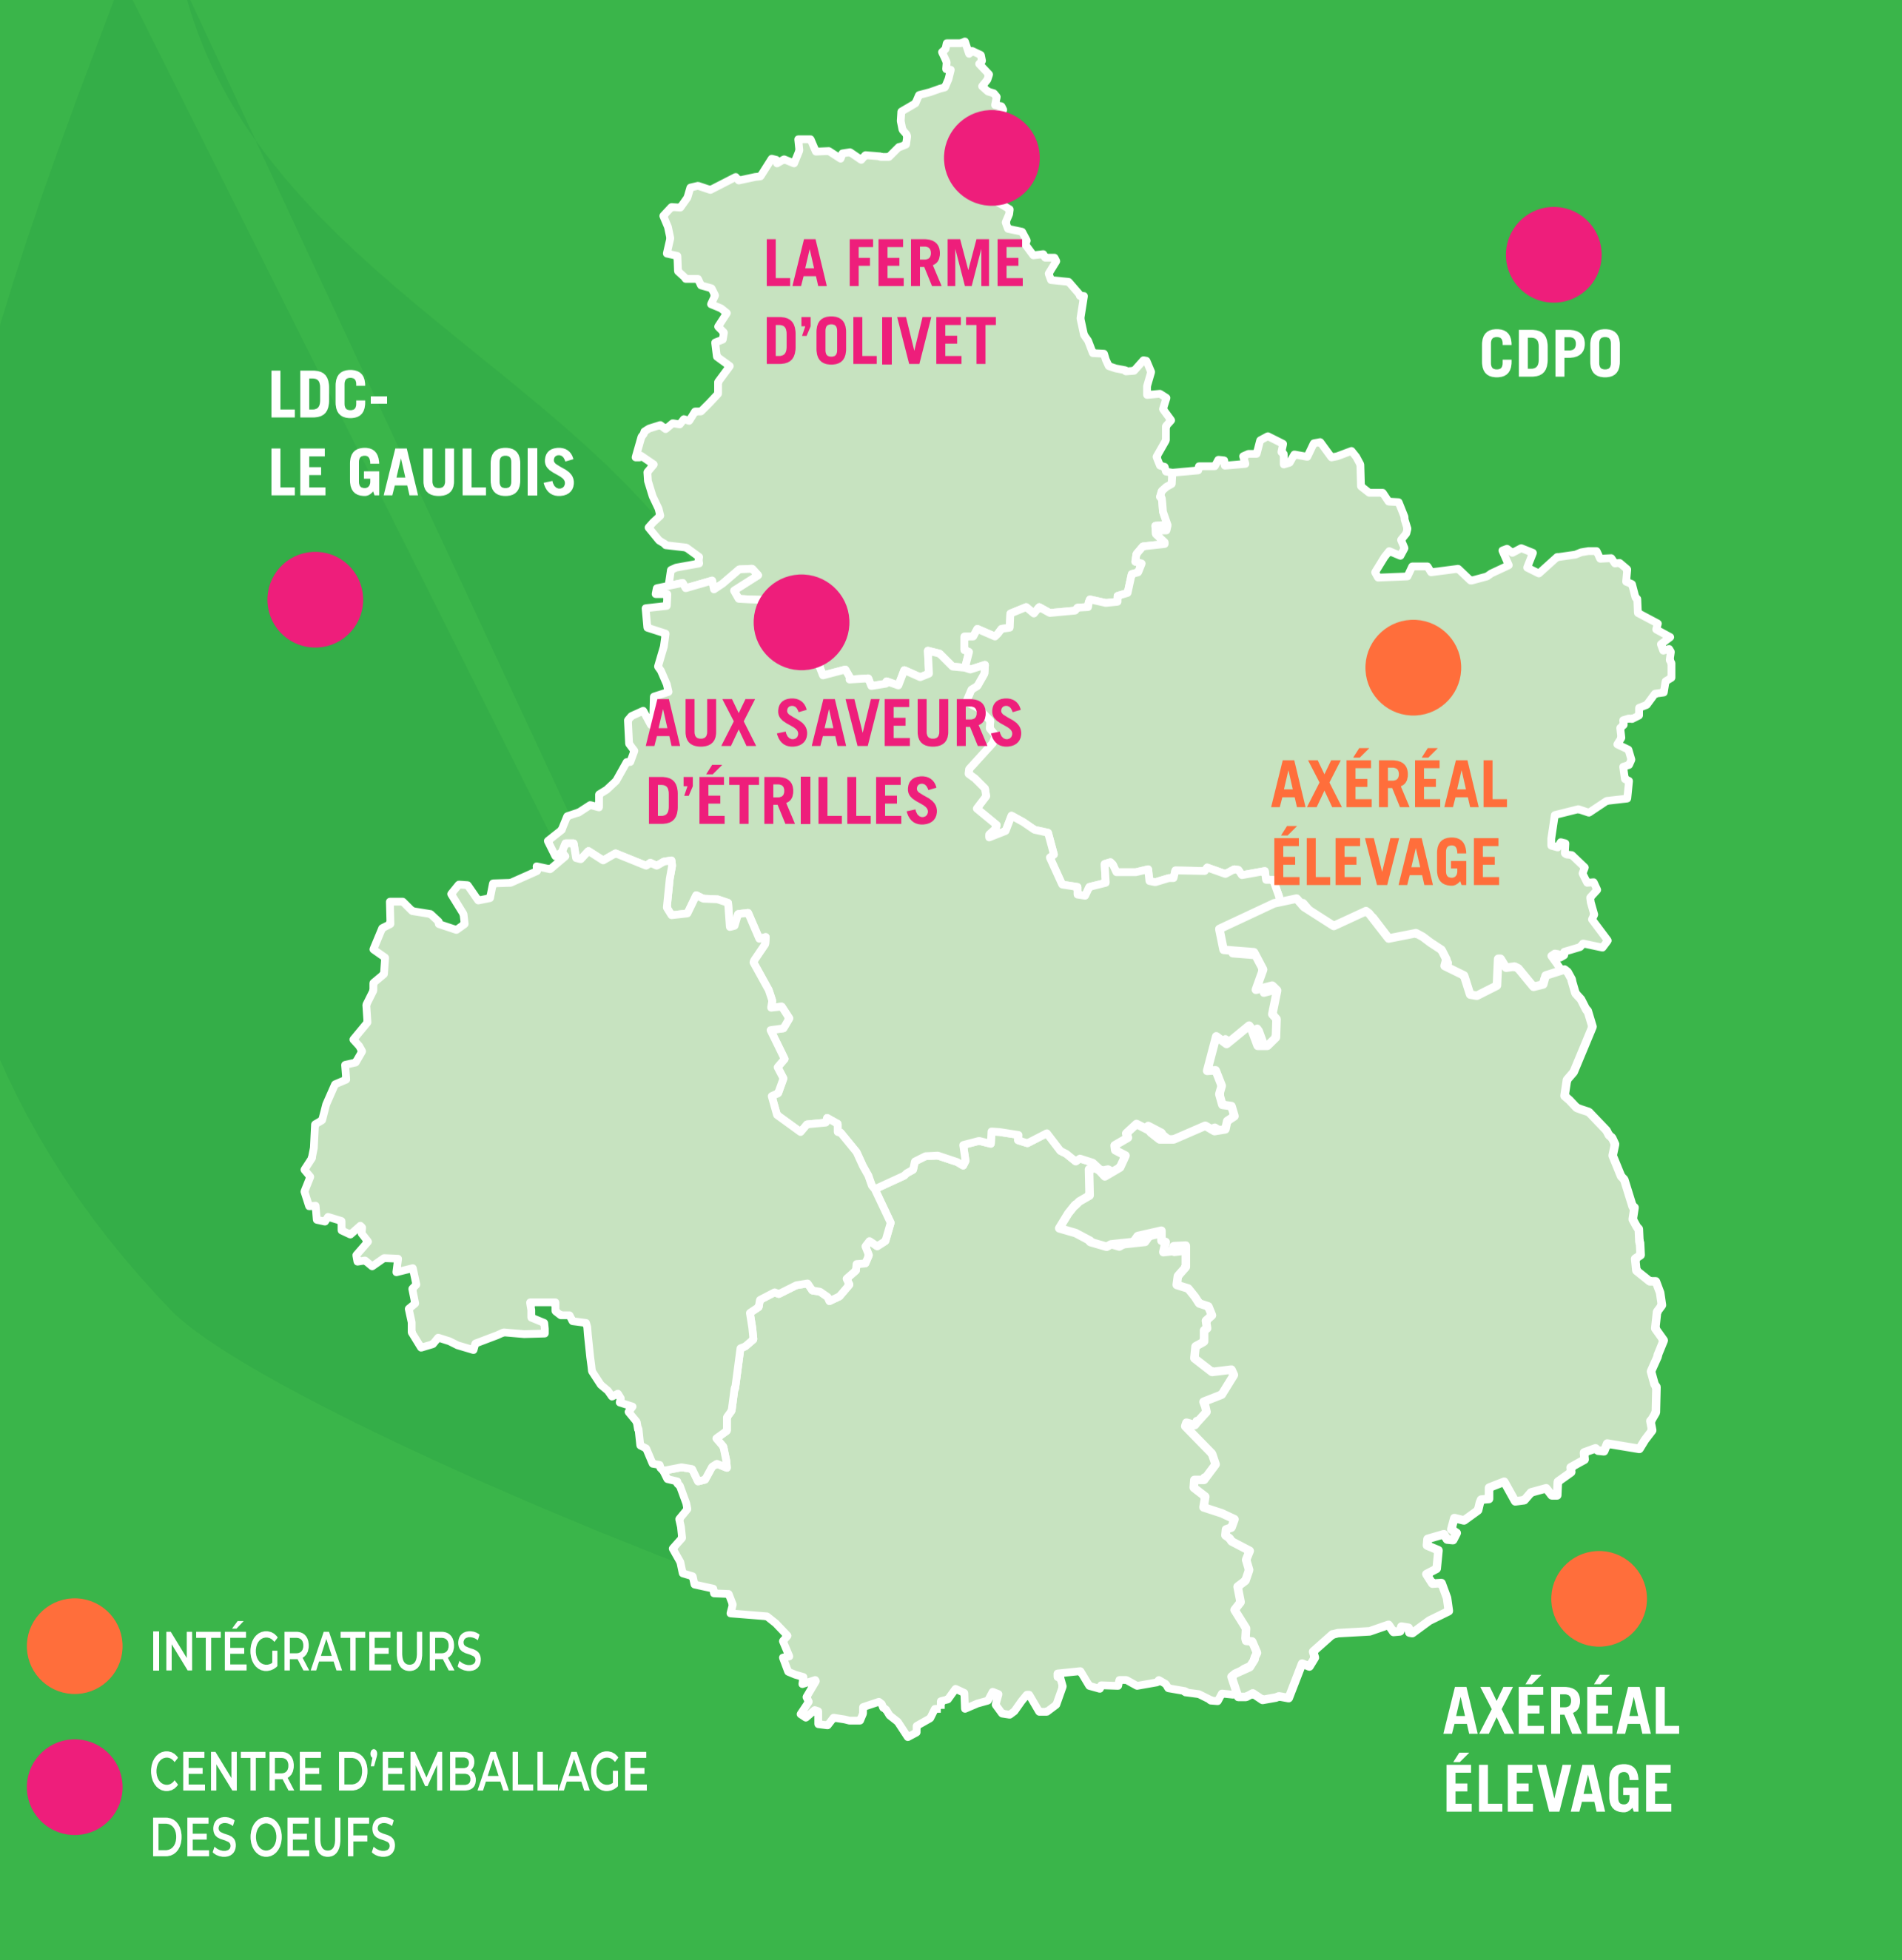 LA FERME
D'OLIVET
CDPO
LDC-
LE GAULOIS
AUX SAVEURS
D'ÉTRILLES
AXÉRÉAL
ÉLEVAGE
INTÉGRATEURS
CENTRE D'EMBALLAGE
DES OEUFS
AXÉRÉAL
ÉLEVAGE